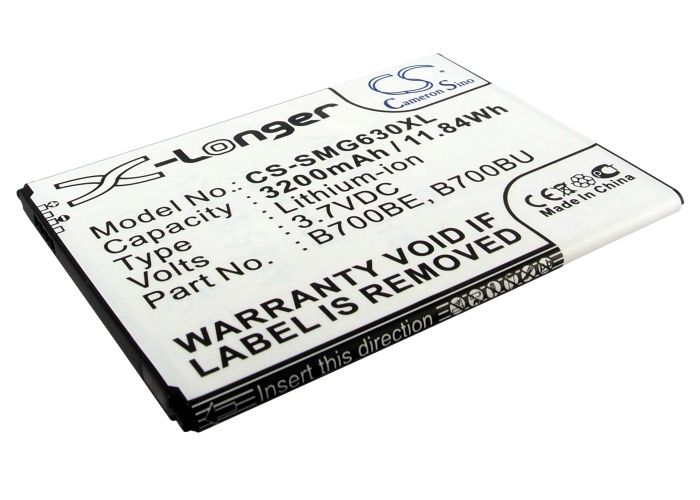 X-Longer
CS
Cameron Sino
Model No.: CS-SMG630XL
Capacity : 3200mAh / 11.84Wh
Type : Lithium-ion
Volts : 3.7VDC
Part No. : B700BE, B700BU
CE
Made in China
WARRANTY VOID IF
LABEL IS REMOVED
Insert this direction